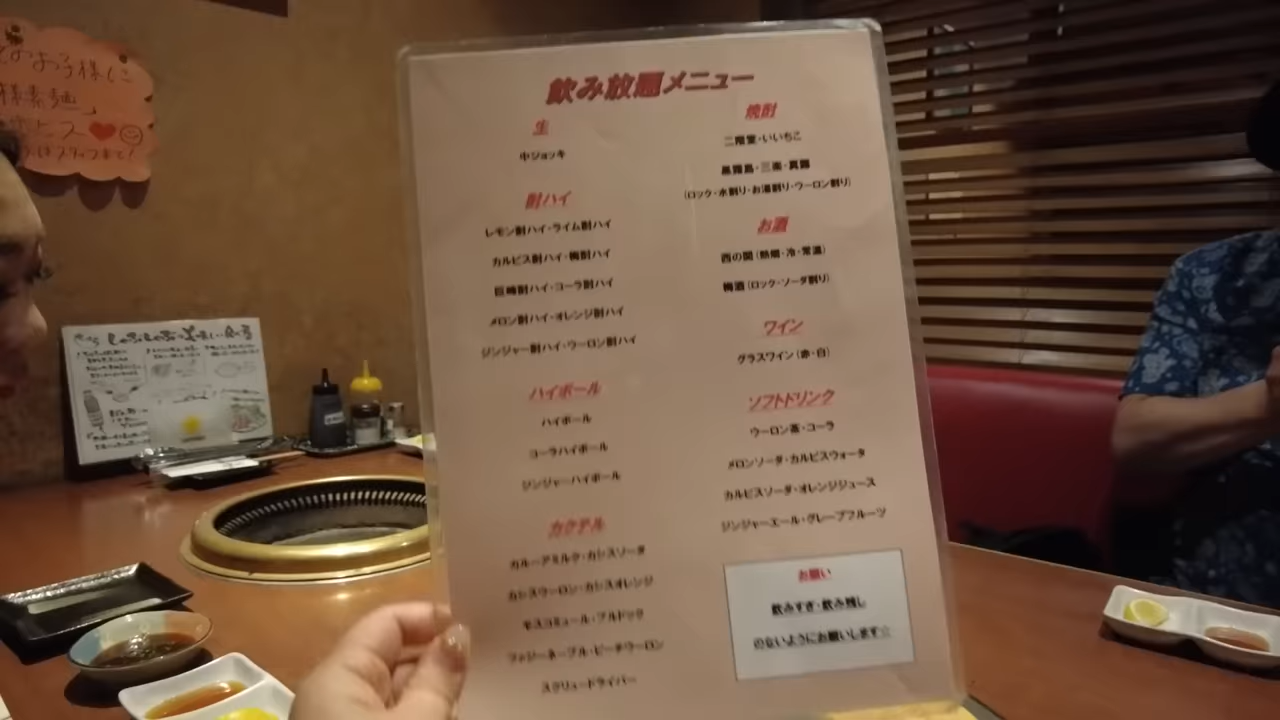 飲み放題メニュー
生
中ジョッキ
酎ハイ
レモン酎ハイ・ライム酎ハイ
カルピス酎ハイ・梅酎ハイ
巨峰酎ハイ・コーラ酎ハイ
メロン酎ハイ・オレンジ酎ハイ
ジンジャー酎ハイ・ウーロン酎ハイ
ハイボール
ハイボール
コーラハイボール
ジンジャーハイボール
カクテル
カルーアミルク・カシスソーダ
カシスウーロン・カシスオレンジ
モスコミュール・ブルドック
ファジーネーブル・ピーチウーロン
スクリュードライバー
焼酎
二階堂・いいちこ
黒霧島・三楽・真露
(ロック・水割り・お湯割り・ウーロン割り)
お酒
西の関(熱燗・冷・常温)
梅酒(ロック・ソーダ割り)
ワイン
グラスワイン(赤・白)
ソフトドリンク
ウーロン茶・コーラ
メロンソーダ・カルピスウォータ
カルピスソーダ・オレンジジュース
ジンジャーエール・グレープフルーツ
お願い
飲みすぎ・飲み残し
のないようにお願いします☆
お子様に